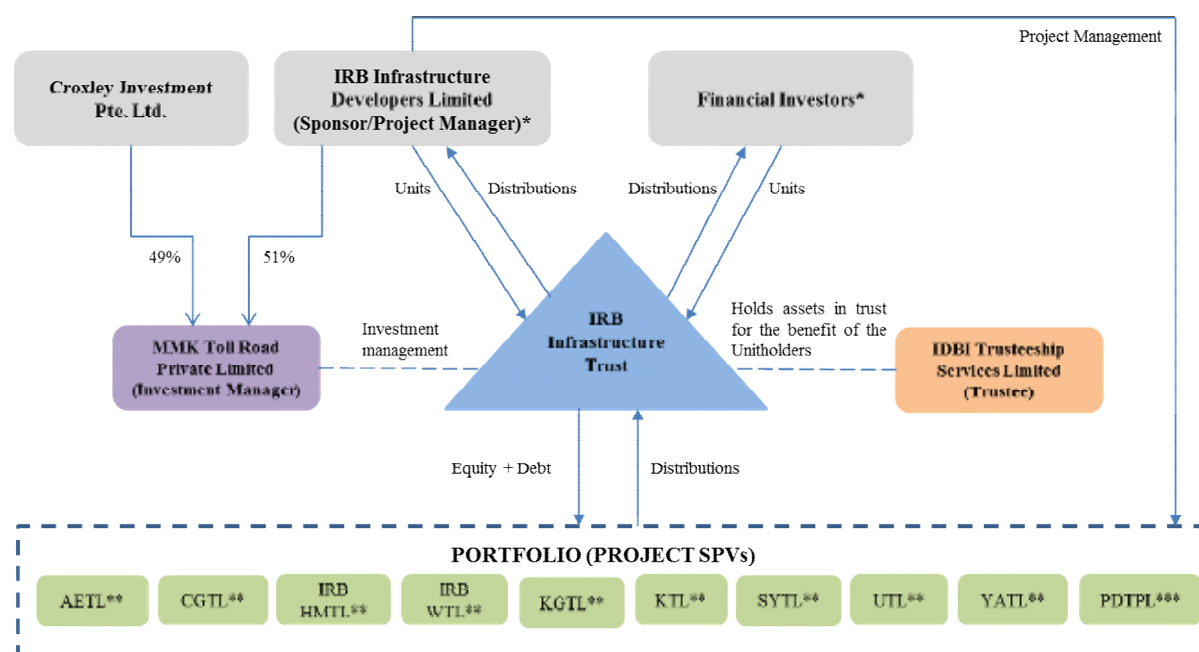 Project Management
Croxley Investment
Pte. Ltd.
IRB Infrastructure
Developers Limited
(Sponsor/Project Manager)*
Financial Investors*
Units
Distributions
Distributions
Units
49%
51%
MMK Toll Road
Private Limited
(Investment Manager)
Investment
management
IRB
Infrastructure
Trust
Holds assets in trust
for the benefit of the
Unitholders
IDBI Trusteeship
Services Limited
(Trustee)
Equity + Debt
Distributions
PORTFOLIO (PROJECT SPVs)
AETL**
CGTL**
IRB
HMTL**
IRB
WTL**
KGTL**
KTL**
SYTL**
UTL**
YATL**
PDTPL***